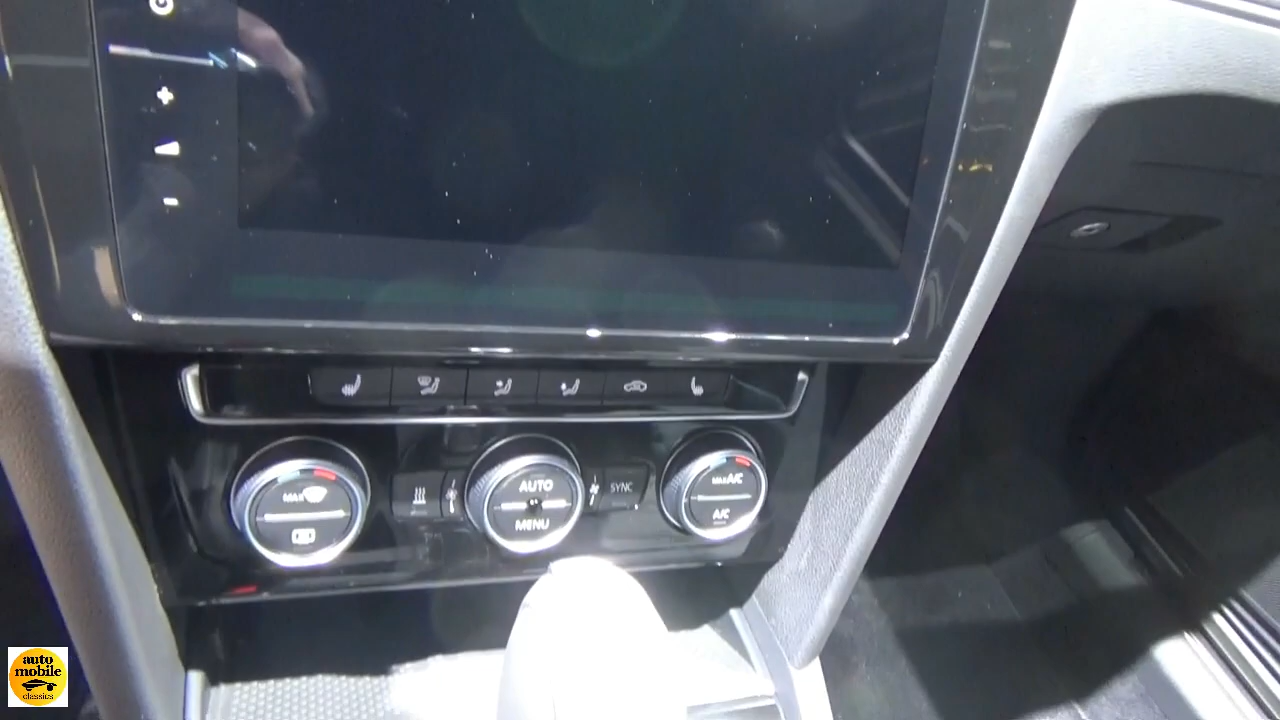 MAX
AUTO
MENU
SYNC
MAX A/C
A/C
auto
mobile
classics